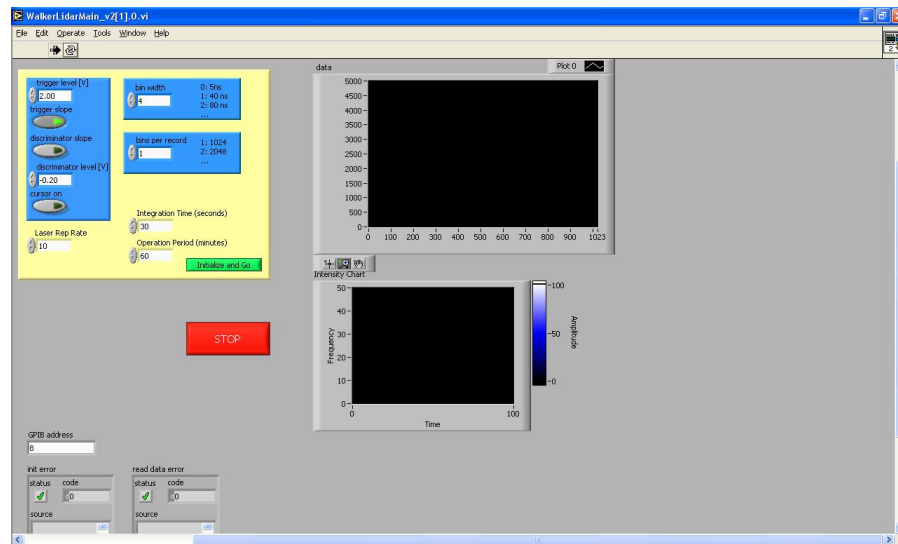 WalkerLidarMain_v2[1].0.vi
File Edit Operate Tools Window Help
2
trigger level [V]
2.00
trigger slope
discriminator slope
discriminator level [V]
-0.20
cursor on
Laser Rep Rate
10
bin width
4
0: 5ns
1: 40 ns
2: 80 ns
...
bins per record
1
1: 1024
2: 2048
...
Integration Time (seconds)
30
Operation Period (minutes)
60
Initialize and Go
STOP
GPIB address
8
init error
status code
0
source
read data error
status code
0
source
data
Plot 0
5000
4500
4000
3500
3000
2500
2000
1500
1000
500
0
0 100 200 300 400 500 600 700 800 900 1023
Intensity Chart
50
40
30
20
10
0
Frequency
0 100
Time
100
50
0
Amplitude